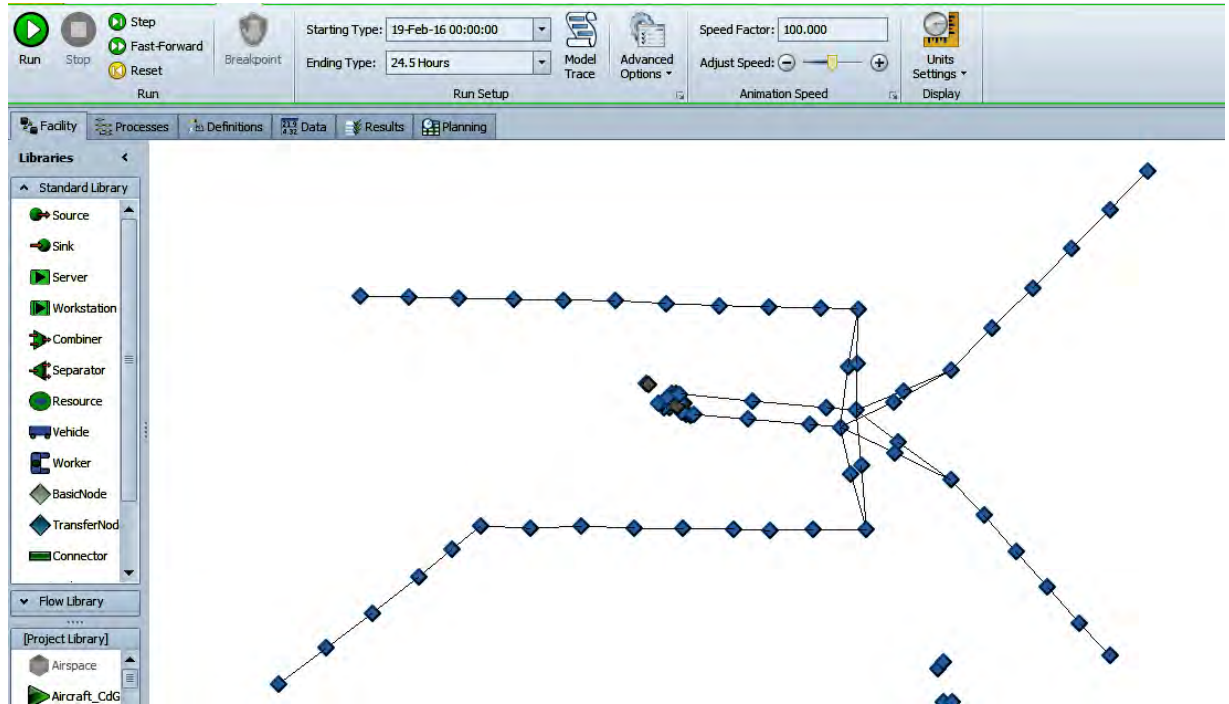 Run
Stop
Step
Fast-Forward
Reset
Run
Breakpoint
Starting Type: 19-Feb-16 00:00:00
Ending Type: 24.5 Hours
Model Trace
Advanced Options
Run Setup
Speed Factor: 100.000
Adjust Speed:
Animation Speed
Units Settings
Display
Facility
Processes
Definitions
Data
Results
Planning
Libraries
Standard Library
Source
Sink
Server
Workstation
Combiner
Separator
Resource
Vehicle
Worker
BasicNode
TransferNod
Connector
Flow Library
[Project Library]
Airspace
Aircraft_CdG